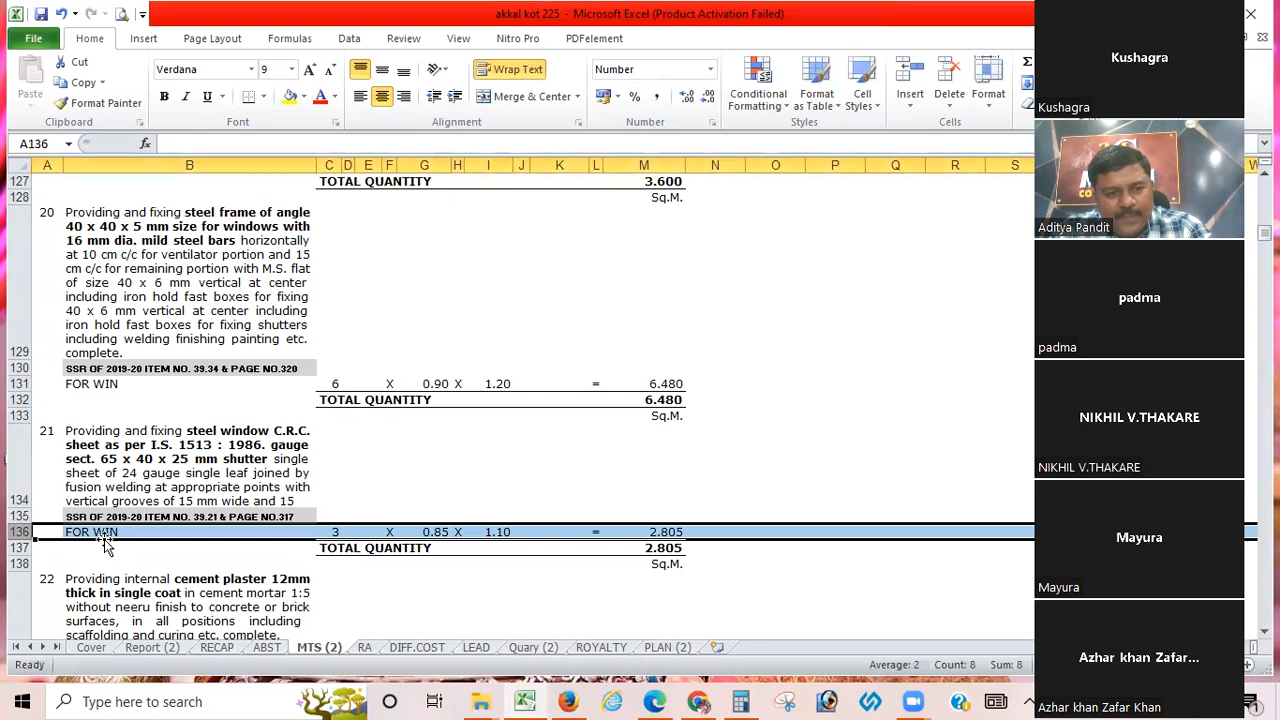 akkal kot 225 - Microsoft Excel (Product Activation Failed)
File Home Insert Page Layout Formulas Data Review View Nitro Pro PDFelement
Paste Cut
Copy
Format Painter
Clipboard
Verdana 9
B I U
Font
Wrap Text
Merge & Center
Alignment
Number
Number
Conditional Formatting Format as Table Cell Styles
Styles
Insert Delete Format
Cells
A136 fx
A B C D E F G H I J K L M N O P Q R S
127 TOTAL QUANTITY 3.600
128 Sq.M.
20 Providing and fixing steel frame of angle
40 x 40 x 5 mm size for windows with
16 mm dia. mild steel bars horizontally
at 10 cm c/c for ventilator portion and 15
cm c/c for remaining portion with M.S. flat
of size 40 x 6 mm vertical at center
including iron hold fast boxes for fixing
40 x 6 mm vertical at center including
iron hold fast boxes for fixing shutters
including welding finishing painting etc.
129 complete.
130 SSR OF 2019-20 ITEM NO. 39.34 & PAGE NO.320
131 FOR WIN 6 X 0.90 X 1.20 = 6.480
132 TOTAL QUANTITY 6.480
133 Sq.M.
21 Providing and fixing steel window C.R.C.
sheet as per I.S. 1513 : 1986. gauge
sect. 65 x 40 x 25 mm shutter single
sheet of 24 gauge single leaf joined by
fusion welding at appropriate points with
134 vertical grooves of 15 mm wide and 15
135 SSR OF 2019-20 ITEM NO. 39.21 & PAGE NO.317
136 FOR WIN 3 X 0.85 X 1.10 = 2.805
137 TOTAL QUANTITY 2.805
138 Sq.M.
22 Providing internal cement plaster 12mm
thick in single coat in cement mortar 1:5
without neeru finish to concrete or brick
surfaces, in all positions including
scaffolding and curing etc. complete.
Cover Report (2) RECAP ABST MTS (2) RA DIFF.COST LEAD Qury (2) ROYALTY PLAN (2)
Ready Average: 2 Count: 8 Sum: 8
Type here to search
Kushagra
Kushagra
Aditya Pandit
padma
padma
NIKHIL V.THAKARE
NIKHIL V.THAKARE
Mayura
Mayura
Azhar khan Zafar...
Azhar khan Zafar Khan